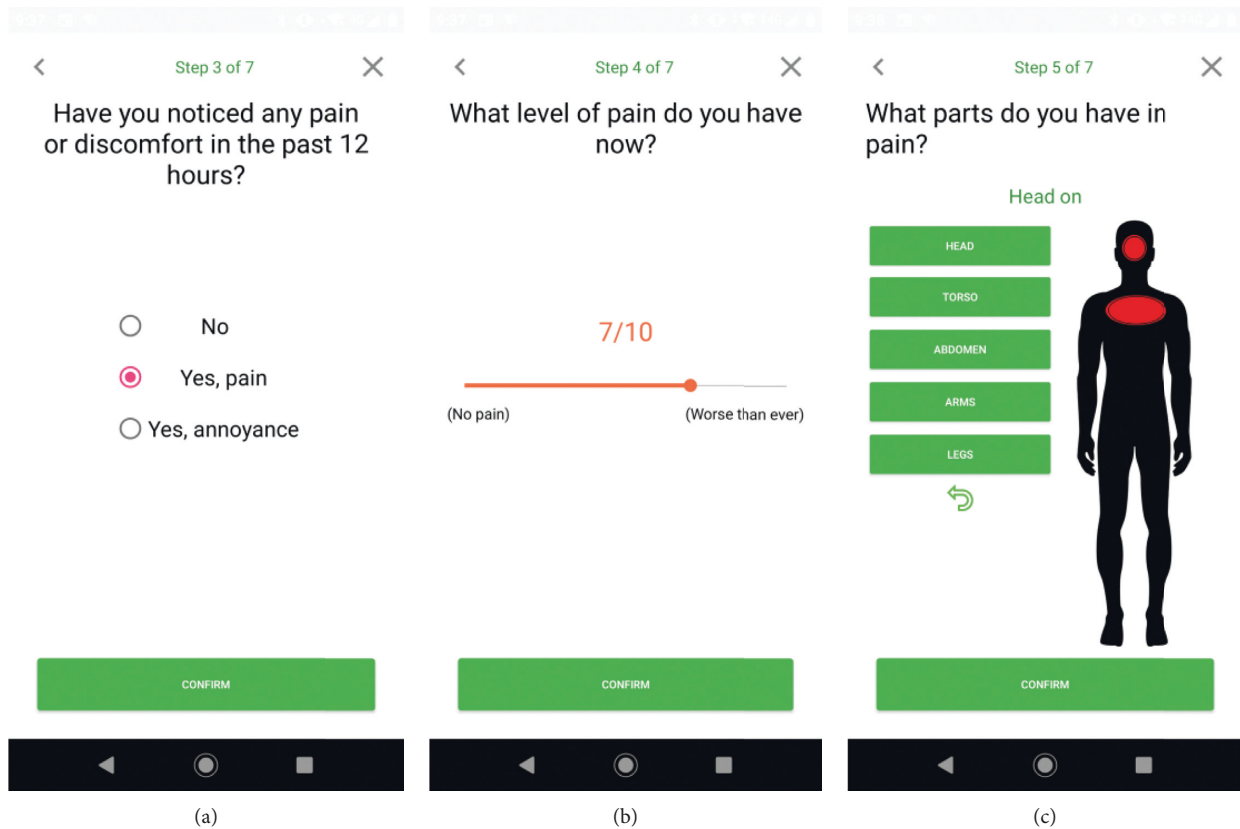 Step 3 of 7
Have you noticed any pain
or discomfort in the past 12
hours?
No
Yes, pain
Yes, annoyance
CONFIRM
(a)
Step 4 of 7
What level of pain do you have
now?
7/10
(No pain)
(Worse than ever)
CONFIRM
(b)
Step 5 of 7
What parts do you have in
pain?
Head on
HEAD
TORSO
ABDOMEN
ARMS
LEGS
CONFIRM
(c)